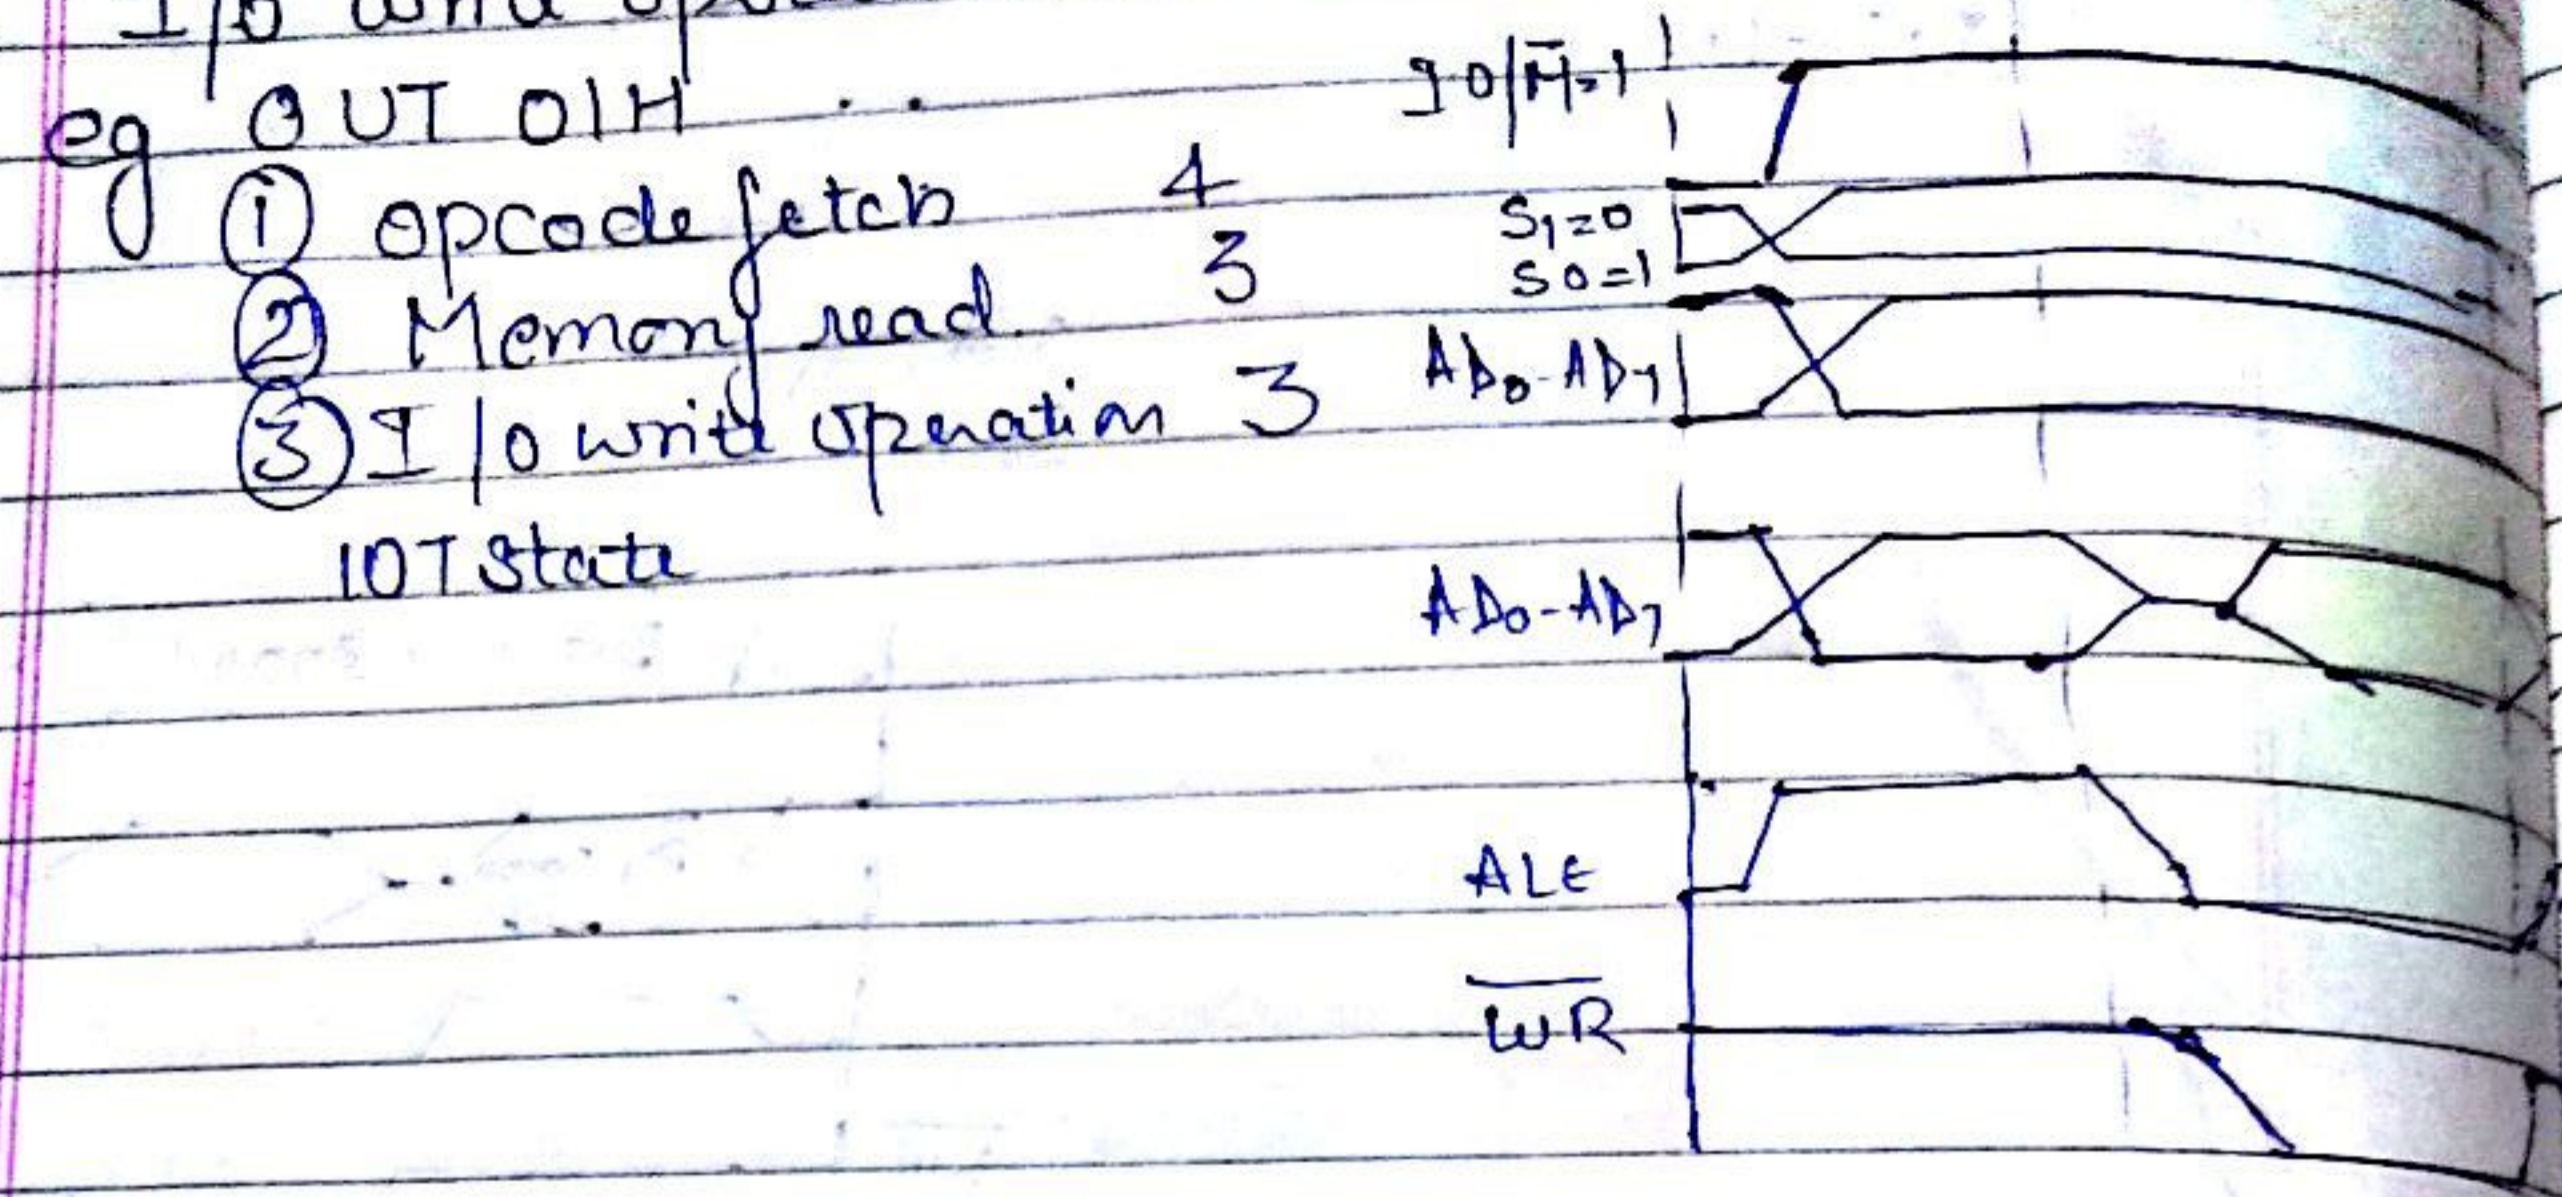 eg OUT 01H
① opcode fetch 4
② Memory read 3
③ I/O write operation 3
10T State
IO/M̅=1
S₁=0
S0=1
AD₀-AD₇
AD₀-AD₇
ALE
W̅R̅